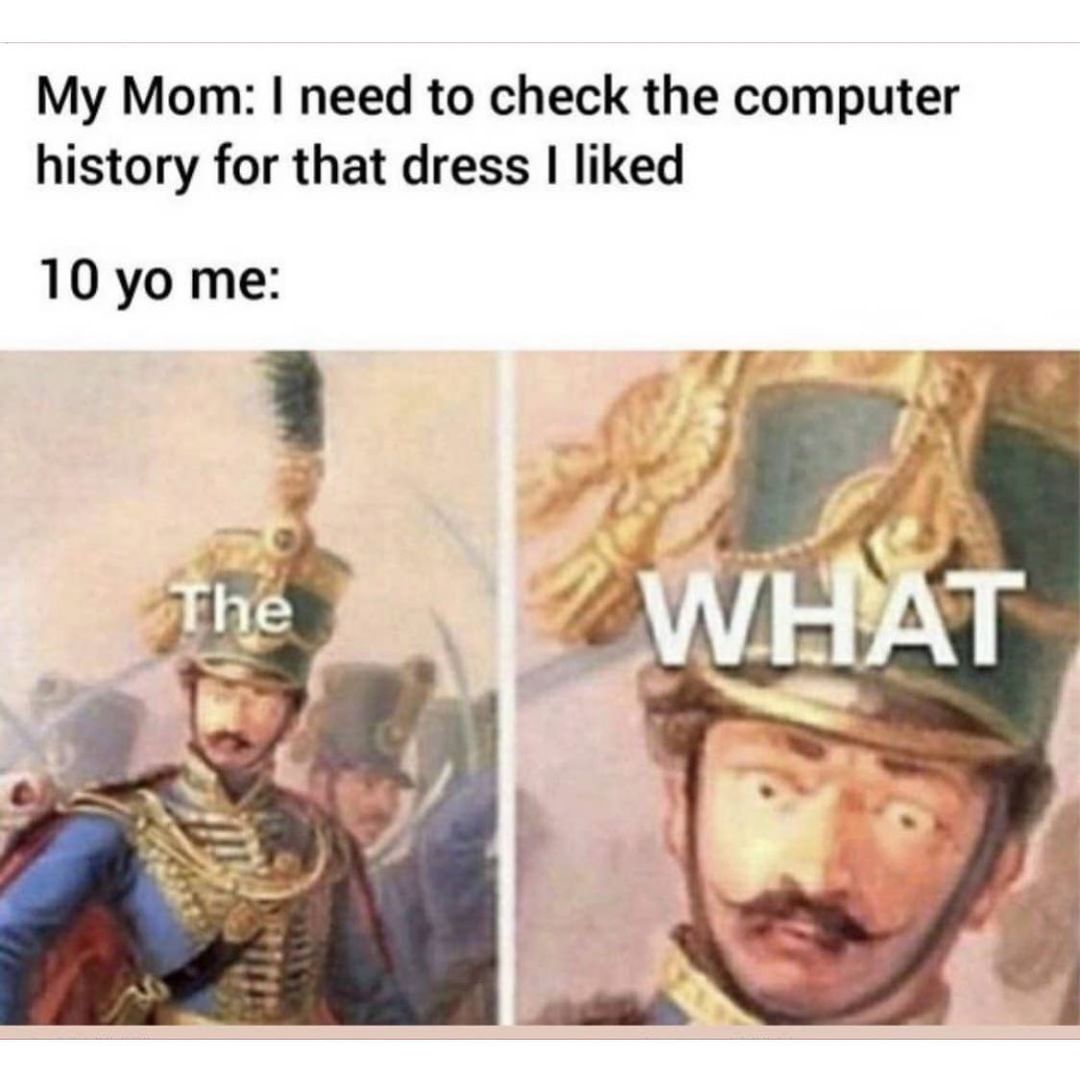 My Mom: I need to check the computer
history for that dress I liked
10 yo me:
The
WHAT